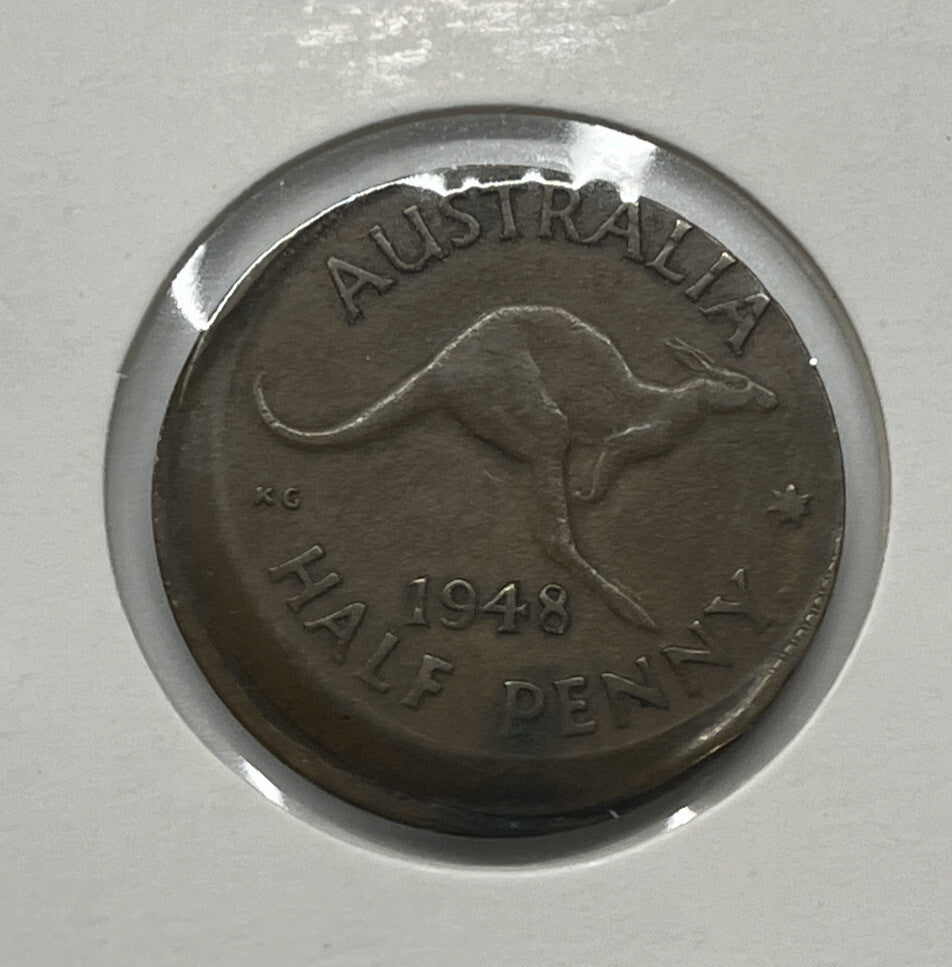 AUSTRALIA
KG
1948
HALF PENNY